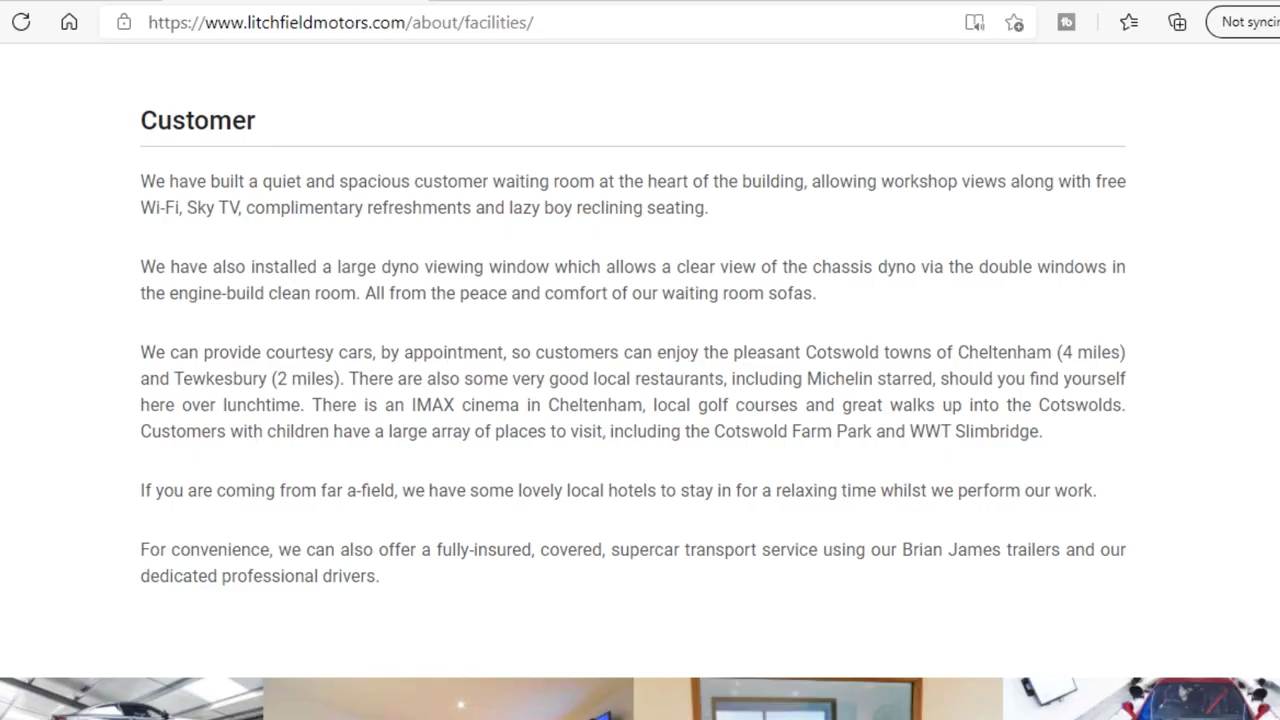 https://www.litchfieldmotors.com/about/facilities/
Not syncin
Customer
We have built a quiet and spacious customer waiting room at the heart of the building, allowing workshop views along with free
Wi-Fi, Sky TV, complimentary refreshments and lazy boy reclining seating.
We have also installed a large dyno viewing window which allows a clear view of the chassis dyno via the double windows in
the engine-build clean room. All from the peace and comfort of our waiting room sofas.
We can provide courtesy cars, by appointment, so customers can enjoy the pleasant Cotswold towns of Cheltenham (4 miles)
and Tewkesbury (2 miles). There are also some very good local restaurants, including Michelin starred, should you find yourself
here over lunchtime. There is an IMAX cinema in Cheltenham, local golf courses and great walks up into the Cotswolds.
Customers with children have a large array of places to visit, including the Cotswold Farm Park and WWT Slimbridge.
If you are coming from far a-field, we have some lovely local hotels to stay in for a relaxing time whilst we perform our work.
For convenience, we can also offer a fully-insured, covered, supercar transport service using our Brian James trailers and our
dedicated professional drivers.